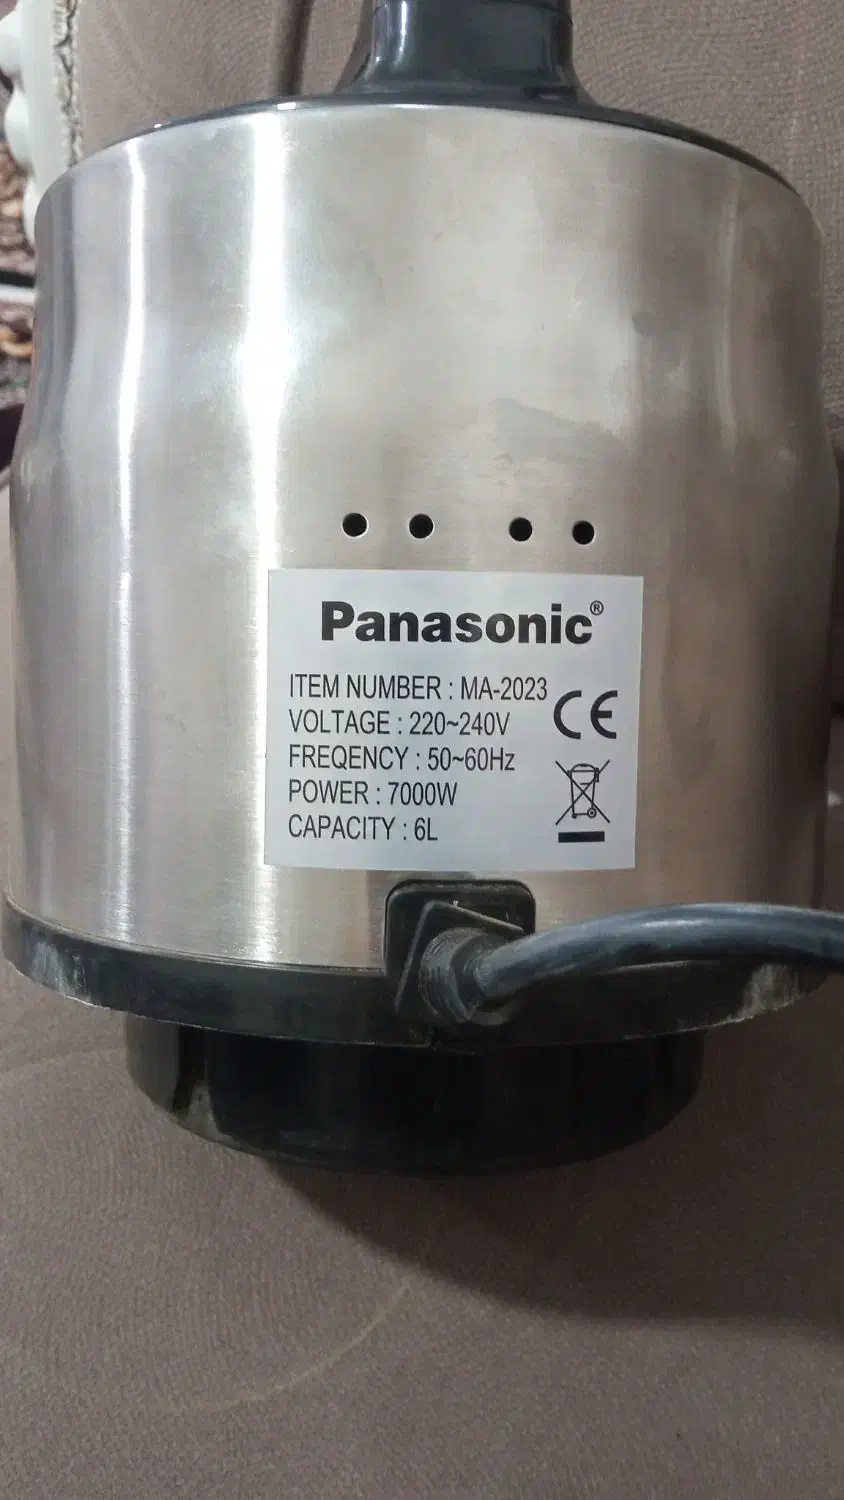 Panasonic®
ITEM NUMBER : MA-2023
VOLTAGE : 220~240V
FREQENCY : 50~60Hz
POWER : 7000W
CAPACITY : 6L
CE